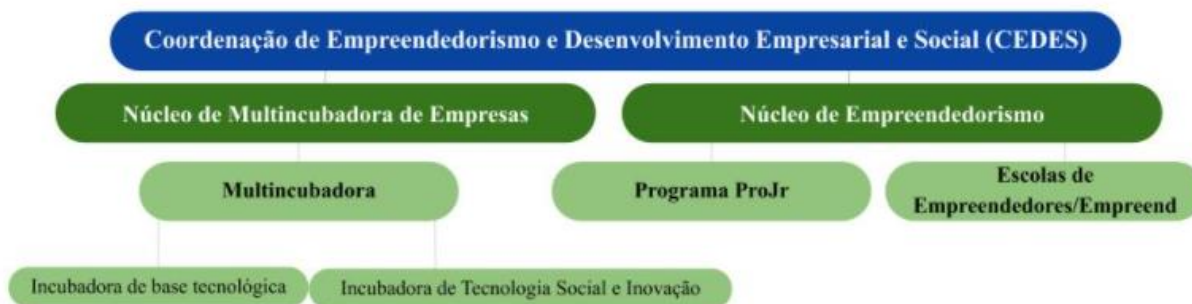 Coordenação de Empreendedorismo e Desenvolvimento Empresarial e Social (CEDES)
Núcleo de Multincubadora de Empresas
Núcleo de Empreendedorismo
Multincubadora
Programa ProJr
Escolas de
Empreendedores/Empreend
Incubadora de base tecnológica
Incubadora de Tecnologia Social e Inovação